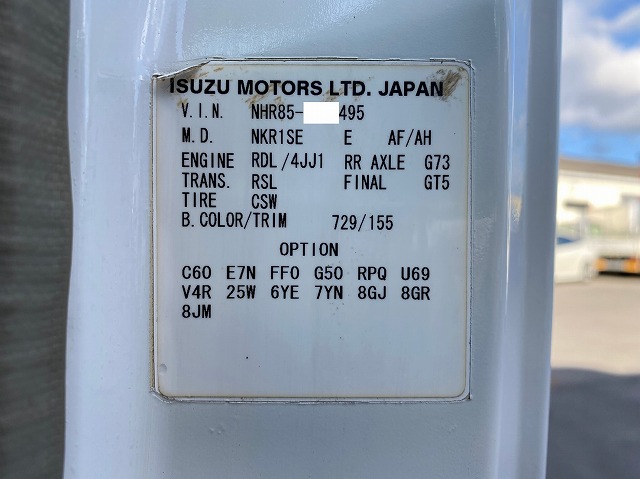 ISUZU MOTORS LTD. JAPAN
V.I.N. NHR85- 495
M.D. NKR1SE E AF/AH
ENGINE RDL/4JJ1 RR AXLE G73
TRANS. RSL FINAL GT5
TIRE CSW
B.COLOR/TRIM 729/155
OPTION
C60 E7N FF0 G50 RPQ U69
V4R 25W 6YE 7YN 8GJ 8GR
8JM